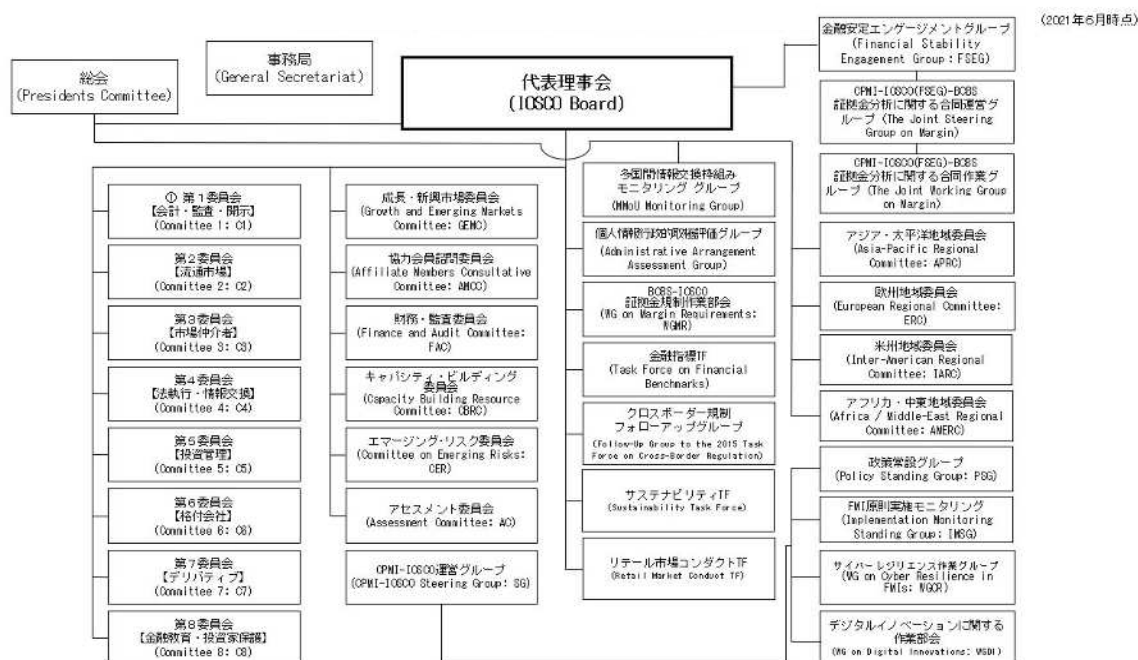 (2021年6月時点)
総会
(Presidents Committee)
事務局
(General Secretariat)
代表理事会
(IOSCO Board)
金融安定エンゲージメントグループ
(Financial Stability
Engagement Group：FSEG)
CPMI-IOSCO(FSEG)-BCBS
証拠金分析に関する合同運営グ
ループ (The Joint Steering
Group on Margin)
CPMI-IOSCO(FSEG)-BCBS
証拠金分析に関する合同作業グ
ループ (The Joint Working Group
on Margin)
① 第1委員会
【会計・監査・開示】
(Committee 1: C1)
第2委員会
【流通市場】
(Committee 2: C2)
第3委員会
【市場仲介者】
(Committee 3: C3)
第4委員会
【法執行・情報交換】
(Committee 4: C4)
第5委員会
【投資管理】
(Committee 5: C5)
第6委員会
【格付会社】
(Committee 6: C6)
第7委員会
【デリバティブ】
(Committee 7: C7)
第8委員会
【金融教育・投資家保護】
(Committee 8: C8)
成長・新興市場委員会
(Growth and Emerging Markets
Committee: GEMC)
協力会員諮問委員会
(Affiliate Members Consultative
Committee: AMCC)
財務・監査委員会
(Finance and Audit Committee:
FAC)
キャパシティ・ビルディング
委員会
(Capacity Building Resource
Committee: CBRC)
エマージング・リスク委員会
(Committee on Emerging Risks:
CER)
アセスメント委員会
(Assessment Committee: AC)
CPMI-IOSCO運営グループ
(CPMI-IOSCO Steering Group: SG)
多国間情報交換枠組み
モニタリング グループ
(MMoU Monitoring Group)
個人情報行政的取極評価グループ
(Administrative Arrangement
Assessment Group)
BCBS-IOSCO
証拠金規制作業部会
(WG on Margin Requirements:
WGMR)
金融指標TF
(Task Force on Financial
Benchmarks)
クロスボーダー規制
フォローアップグループ
(Follow-Up Group to the 2015 Task
Force on Cross-Border Regulation)
サステナビリティTF
(Sustainability Task Force)
リテール市場コンダクトTF
(Retail Market Conduct TF)
アジア・太平洋地域委員会
(Asia-Pacific Regional
Committee: APRC)
欧州地域委員会
(European Regional Committee:
ERC)
米州地域委員会
(Inter-American Regional
Committee: IARC)
アフリカ・中東地域委員会
(Africa / Middle-East Regional
Committee: AMERC)
政策常設グループ
(Policy Standing Group: PSG)
FMI原則実施モニタリング
(Implementation Monitoring
Standing Group: IMSG)
サイバーレジリエンス作業グループ
(WG on Cyber Resilience in
FMIs: WGCR)
デジタルイノベーションに関する
作業部会
(WG on Digital Innovations: WGDI)